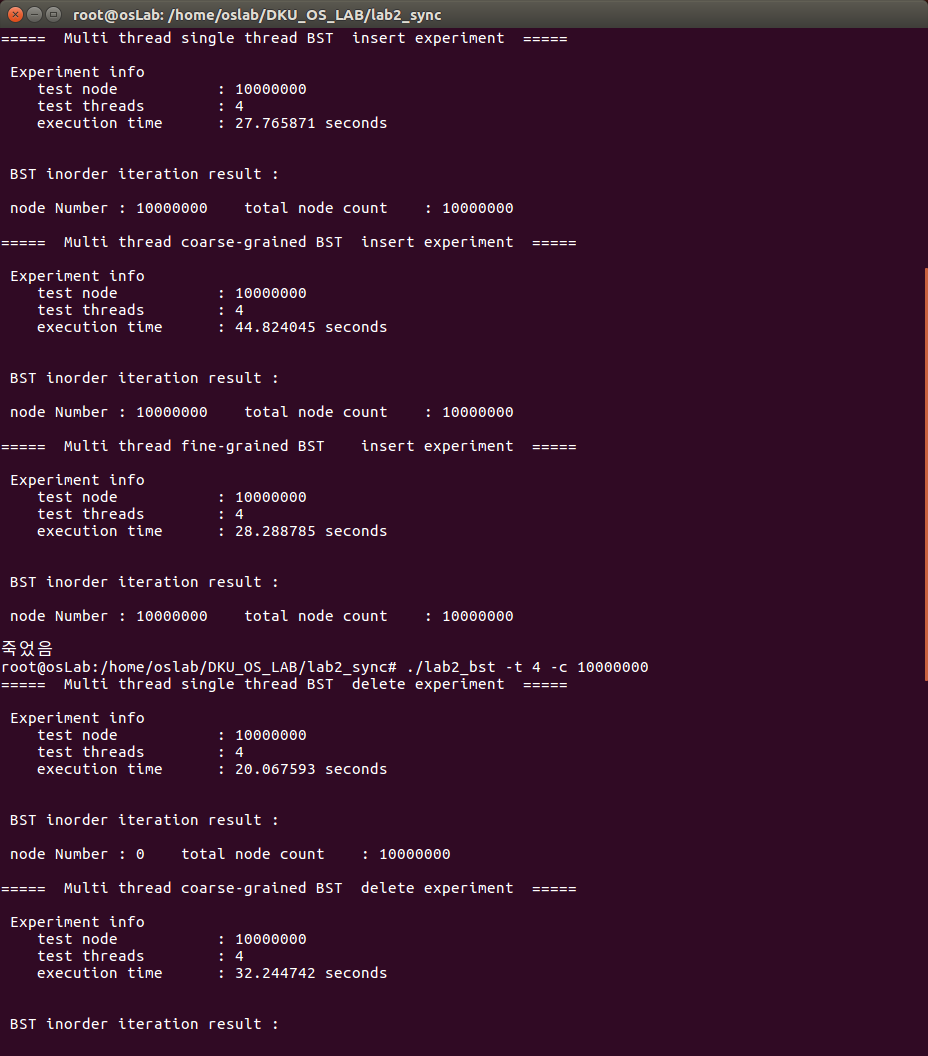 root@osLab: /home/oslab/DKU_OS_LAB/lab2_sync
=====  Multi thread single thread BST  insert experiment  =====
Experiment info
test node           : 10000000
test threads        : 4
execution time      : 27.765871 seconds
BST inorder iteration result :
node Number : 10000000    total node count    : 10000000
=====  Multi thread coarse-grained BST  insert experiment  =====
Experiment info
test node           : 10000000
test threads        : 4
execution time      : 44.824045 seconds
BST inorder iteration result :
node Number : 10000000    total node count    : 10000000
=====  Multi thread fine-grained BST    insert experiment  =====
Experiment info
test node           : 10000000
test threads        : 4
execution time      : 28.288785 seconds
BST inorder iteration result :
node Number : 10000000    total node count    : 10000000
죽었음
root@osLab:/home/oslab/DKU_OS_LAB/lab2_sync# ./lab2_bst -t 4 -c 10000000
=====  Multi thread single thread BST  delete experiment  =====
Experiment info
test node           : 10000000
test threads        : 4
execution time      : 20.067593 seconds
BST inorder iteration result :
node Number : 0    total node count    : 10000000
=====  Multi thread coarse-grained BST  delete experiment  =====
Experiment info
test node           : 10000000
test threads        : 4
execution time      : 32.244742 seconds
BST inorder iteration result :